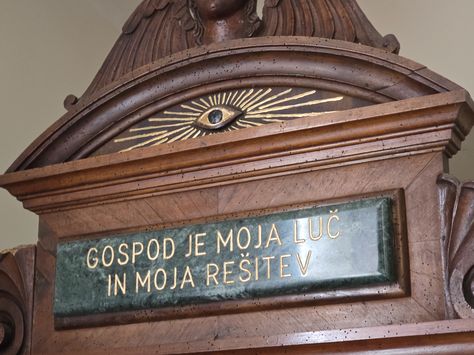 GOSPOD JE MOJA LUČ
IN MOJA REŠITEV